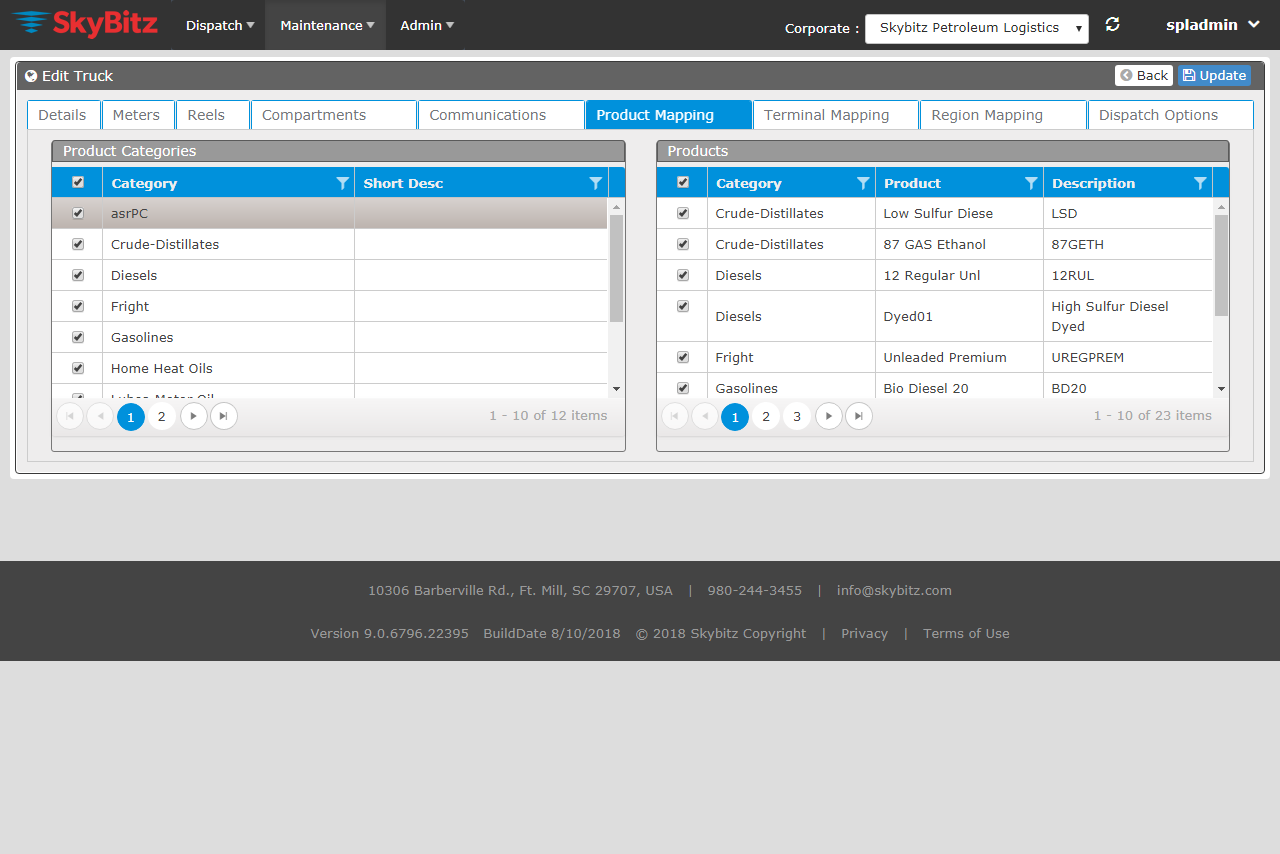 SkyBitz Dispatch Maintenance Admin Corporate : Skybitz Petroleum Logistics spladmin
Edit Truck Back Update
Details Meters Reels Compartments Communications Product Mapping Terminal Mapping Region Mapping Dispatch Options
Product Categories
Category Short Desc
asrPC
Crude-Distillates
Diesels
Fright
Gasolines
Home Heat Oils
1 2 1 - 10 of 12 items
Products
Category Product Description
Crude-Distillates Low Sulfur Diese LSD
Crude-Distillates 87 GAS Ethanol 87GETH
Diesels 12 Regular Unl 12RUL
Diesels Dyed01 High Sulfur Diesel
Dyed
Fright Unleaded Premium UREGPREM
Gasolines Bio Diesel 20 BD20
1 2 3 1 - 10 of 23 items
10306 Barberville Rd., Ft. Mill, SC 29707, USA | 980-244-3455 | info@skybitz.com
Version 9.0.6796.22395 BuildDate 8/10/2018 © 2018 Skybitz Copyright | Privacy | Terms of Use